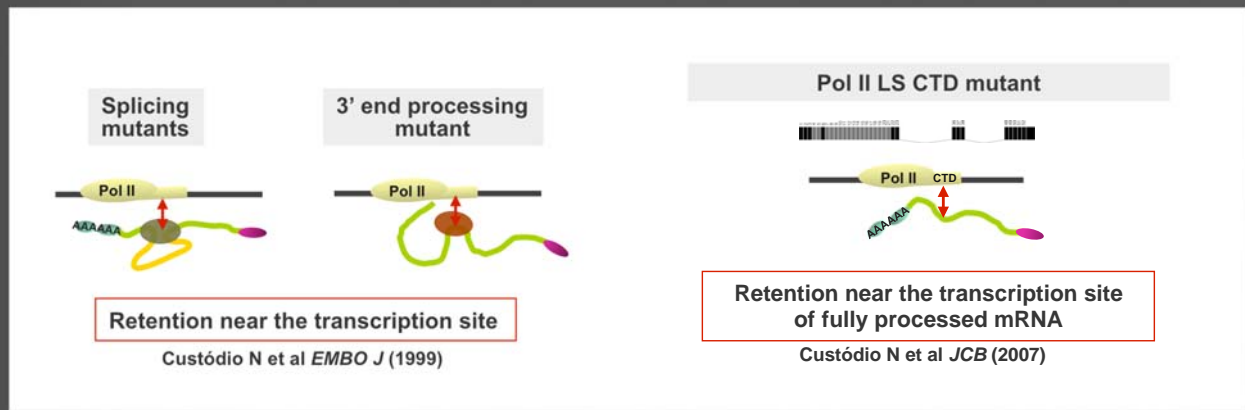 Splicing
mutants
3' end processing
mutant
Pol II
AAAAAA
Pol II
Retention near the transcription site
Custódio N et al EMBO J (1999)
Pol II LS CTD mutant
Pol II CTD
AAAAAA
Retention near the transcription site
of fully processed mRNA
Custódio N et al JCB (2007)